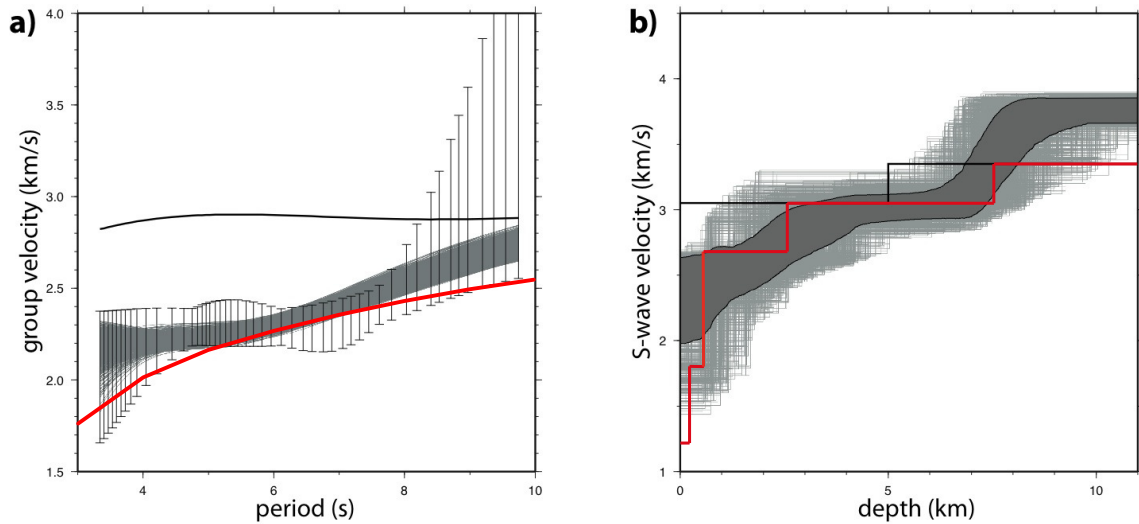 a)
group velocity (km/s)
4.0
3.5
3.0
2.5
2.0
1.5
4
6
8
10
period (s)
b)
S-wave velocity (km/s)
4
3
2
1
0
5
10
depth (km)